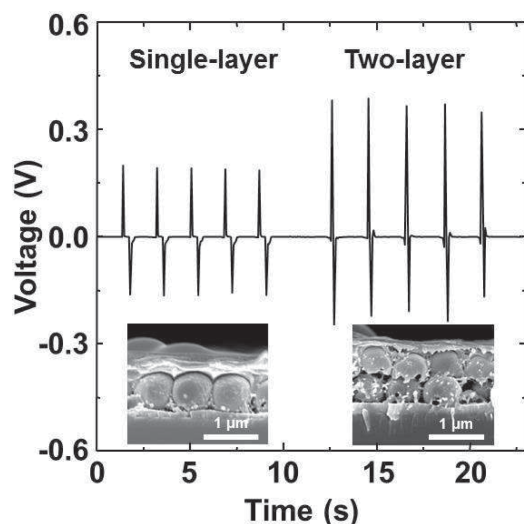 0.6
Single-layer Two-layer
0.3
Voltage (V)
0.0
-0.3
1 µm 1 µm
-0.6
0 5 10 15 20
Time (s)